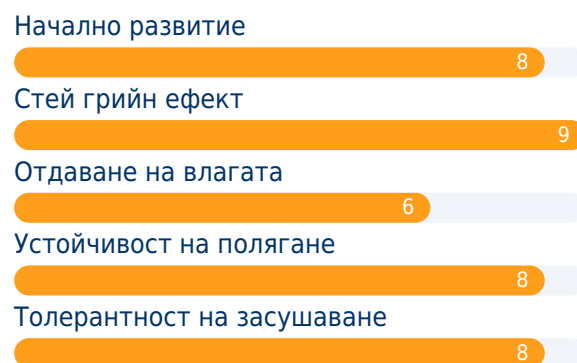 Начално развитие
8
Стей грийн ефект
9
Отдаване на влагата
6
Устойчивост на полягане
8
Толерантност на засушаване
8